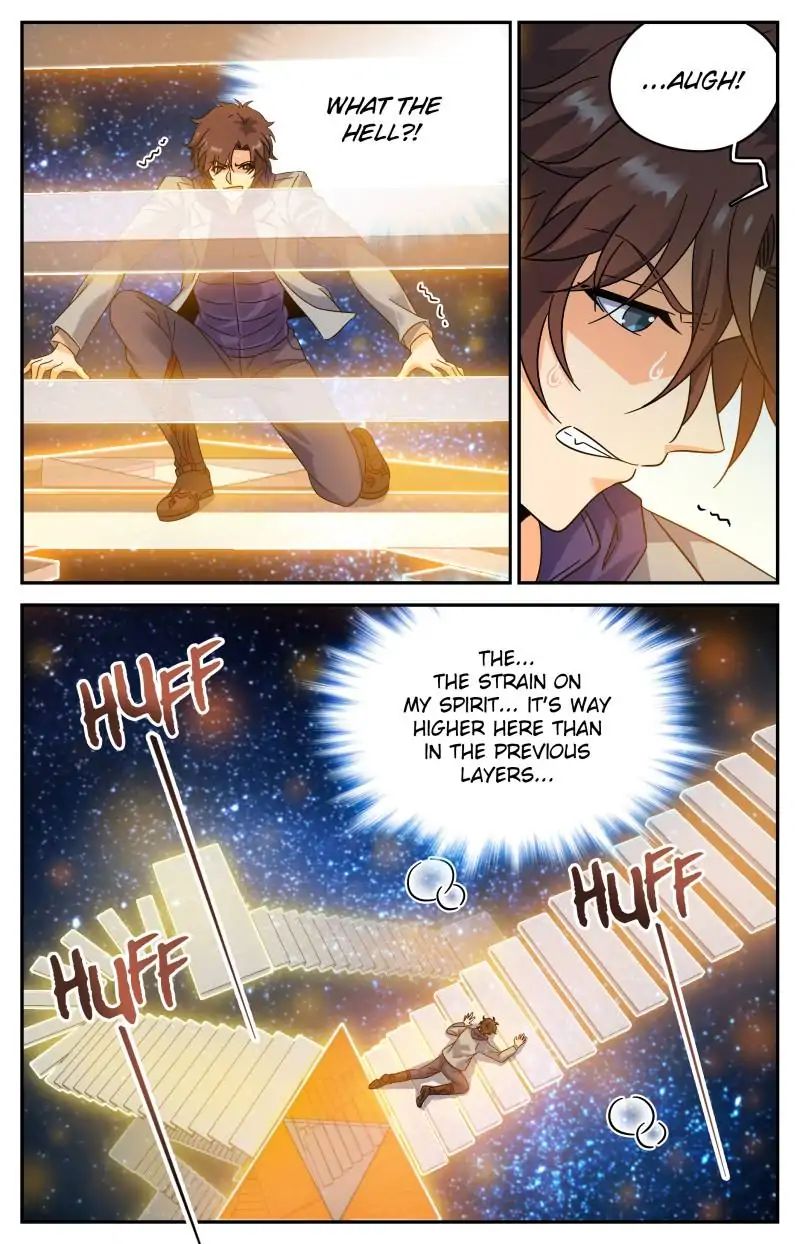 WHAT THE
HELL?!
...AUGH!
HUFF
THE...
THE STRAIN ON
MY SPIRIT... IT'S WAY
HIGHER HERE THAN
IN THE PREVIOUS
LAYERS...
HUFF
HUFF